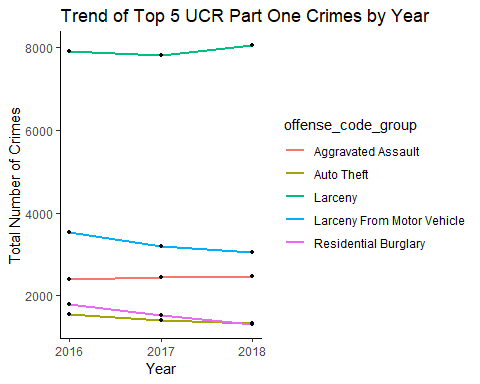 Trend of Top 5 UCR Part One Crimes by Year
Total Number of Crimes
8000
6000
4000
2000
2016
2017
2018
Year
offense_code_group
Aggravated Assault
Auto Theft
Larceny
Larceny From Motor Vehicle
Residential Burglary